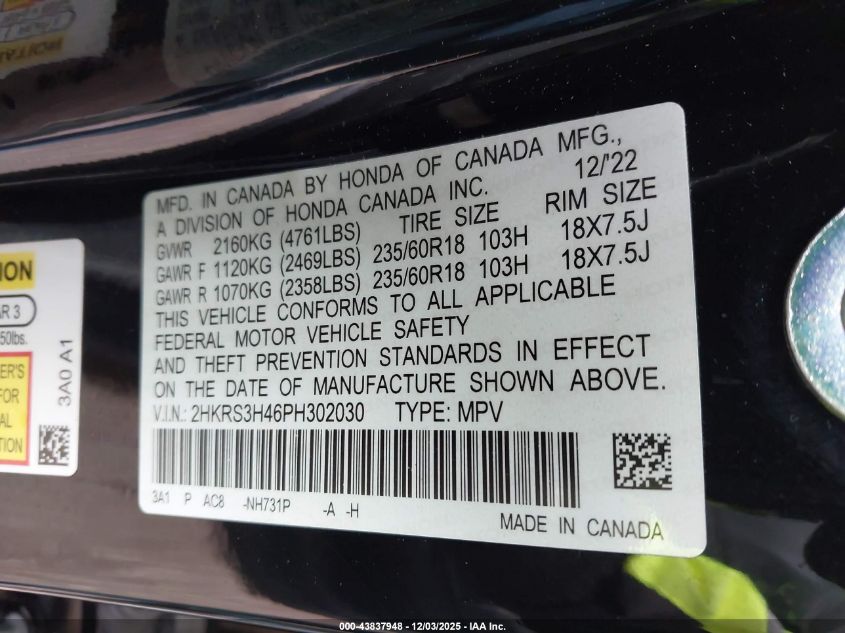 MFD. IN CANADA BY HONDA OF CANADA MFG.,
A DIVISION OF HONDA CANADA INC. 12/'22
GVWR 2160KG (4761LBS) TIRE SIZE RIM SIZE
GAWR F 1120KG (2469LBS) 235/60R18 103H 18X7.5J
GAWR R 1070KG (2358LBS) 235/60R18 103H 18X7.5J
THIS VEHICLE CONFORMS TO ALL APPLICABLE
FEDERAL MOTOR VEHICLE SAFETY
AND THEFT PREVENTION STANDARDS IN EFFECT
ON THE DATE OF MANUFACTURE SHOWN ABOVE.
V.I.N.: 2HKRS3H46PH302030 TYPE: MPV
3A1 P AC8 -NH731P -A -H
MADE IN CANADA
3A0 A1
50lbs.
FOR
000-43837948 - 12/03/2025 - IAA Inc.